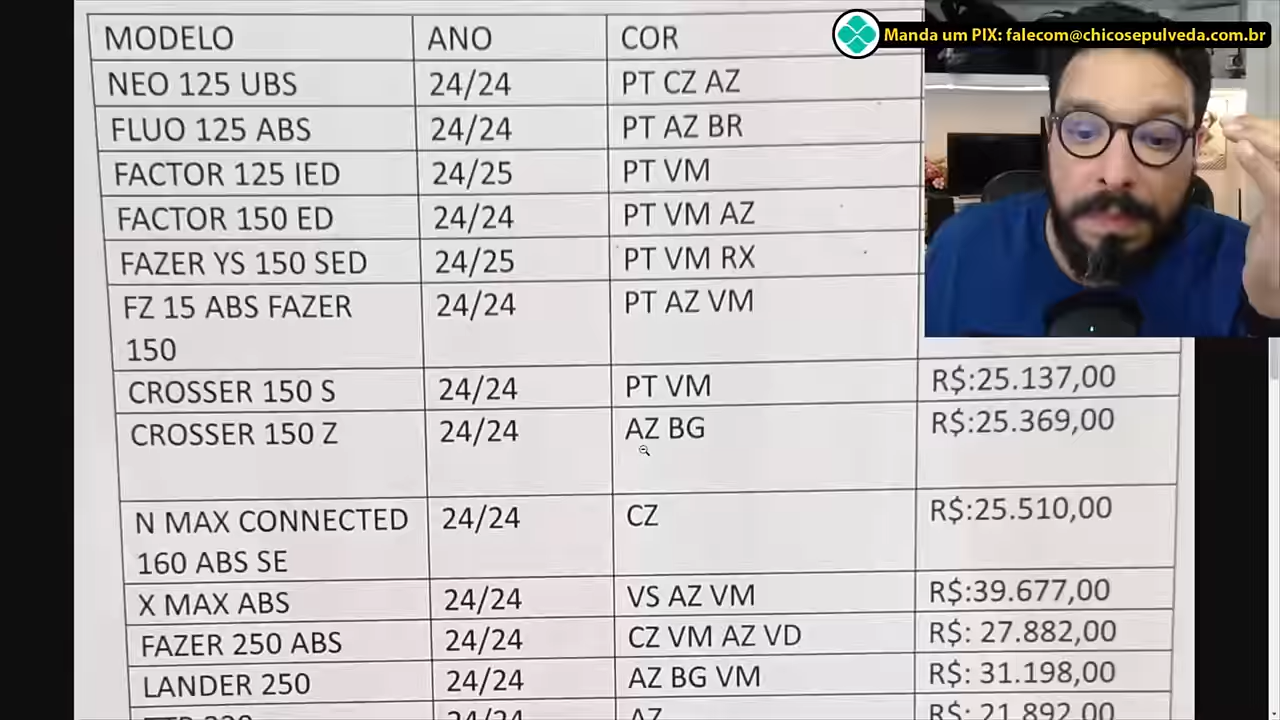 Manda um PIX: falecom@chicosepulveda.com.br
MODELO ANO COR
NEO 125 UBS 24/24 PT CZ AZ
FLUO 125 ABS 24/24 PT AZ BR
FACTOR 125 IED 24/25 PT VM
FACTOR 150 ED 24/24 PT VM AZ
FAZER YS 150 SED 24/25 PT VM RX
FZ 15 ABS FAZER 24/24 PT AZ VM
150
CROSSER 150 S 24/24 PT VM R$:25.137,00
CROSSER 150 Z 24/24 AZ BG R$:25.369,00
N MAX CONNECTED 24/24 CZ R$:25.510,00
160 ABS SE
X MAX ABS 24/24 VS AZ VM R$:39.677,00
FAZER 250 ABS 24/24 CZ VM AZ VD R$: 27.882,00
LANDER 250 24/24 AZ BG VM R$: 31.198,00
24/24 AZ R$: 21.892,00